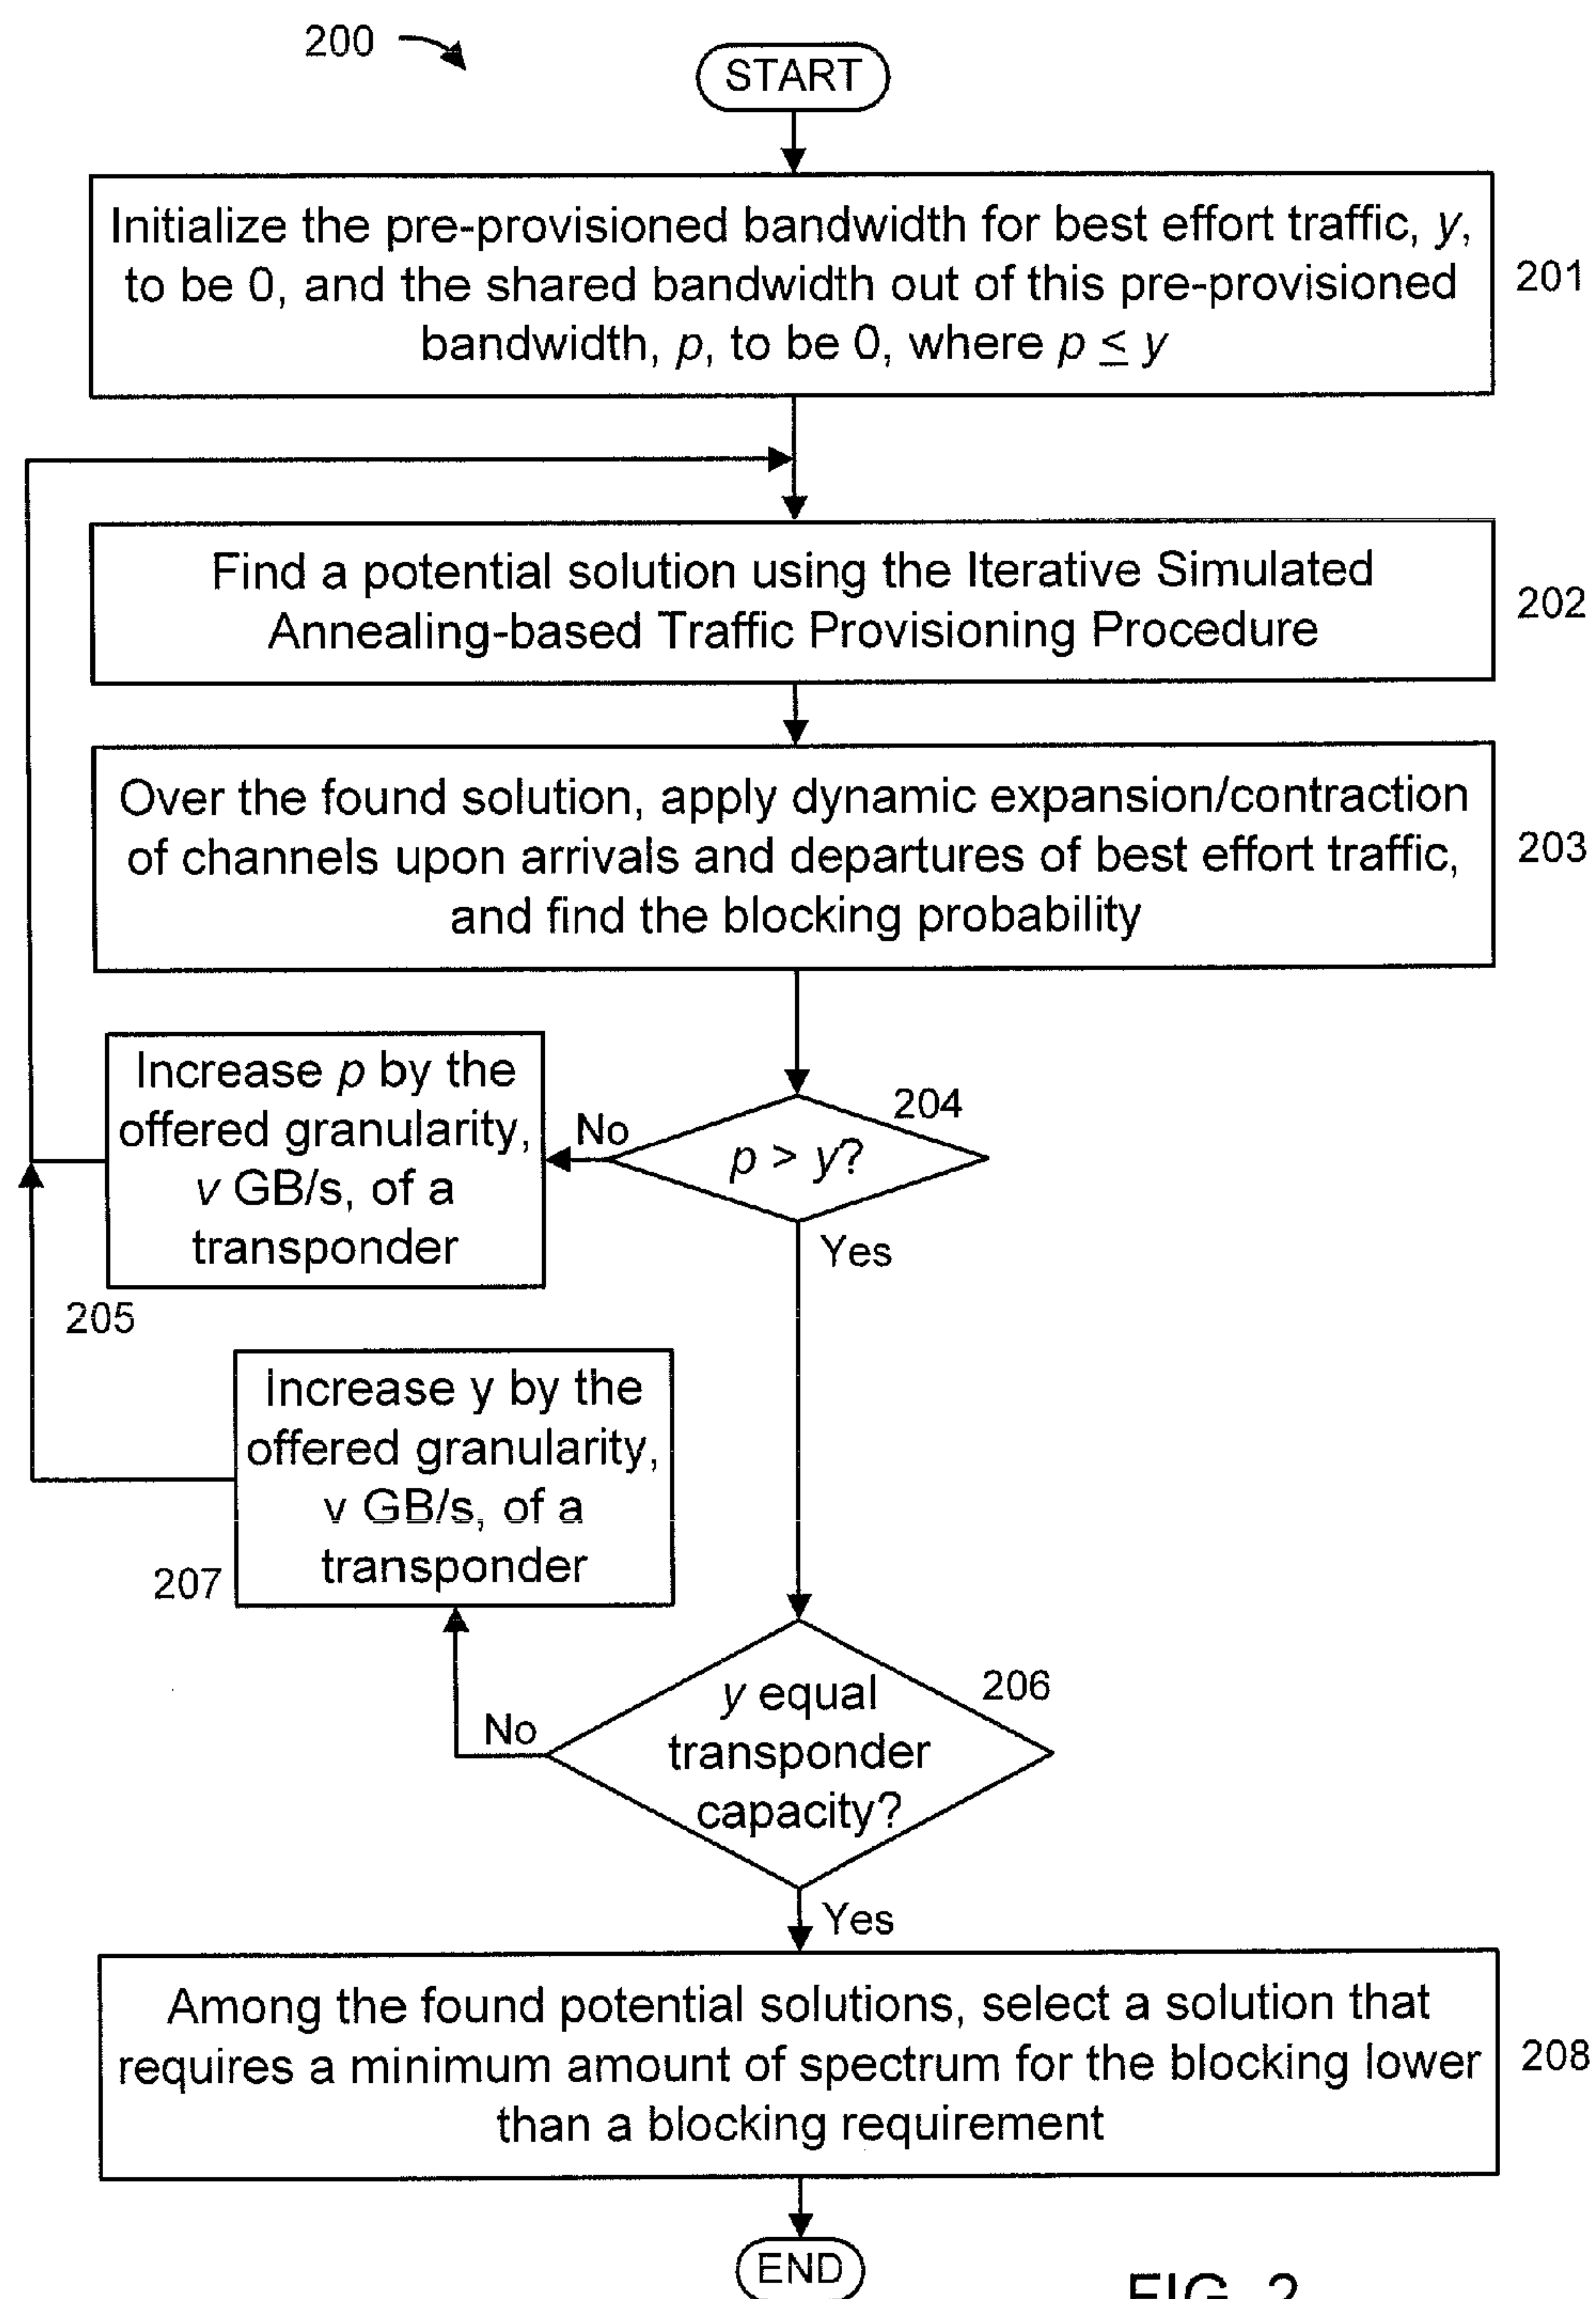 200
START
Initialize the pre-provisioned bandwidth for best effort traffic, y,
to be 0, and the shared bandwidth out of this pre-provisioned
bandwidth, p, to be 0, where p ≤ y
201
Find a potential solution using the Iterative Simulated
Annealing-based Traffic Provisioning Procedure
202
Over the found solution, apply dynamic expansion/contraction
of channels upon arrivals and departures of best effort traffic,
and find the blocking probability
203
Increase p by the
offered granularity,
v GB/s, of a
transponder
205
No
204
p > y?
Yes
Increase y by the
offered granularity,
v GB/s, of a
transponder
207
No
206
y equal
transponder
capacity?
Yes
Among the found potential solutions, select a solution that
requires a minimum amount of spectrum for the blocking lower
than a blocking requirement
208
END
FIG. 2